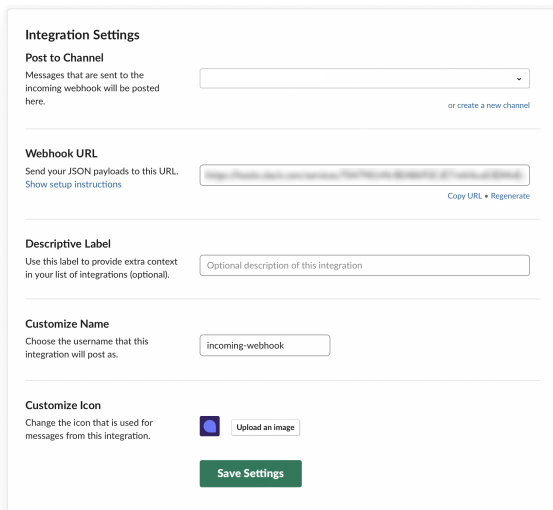 Integration Settings
Post to Channel
Messages that are sent to the
incoming webhook will be posted
here.
or create a new channel
Webhook URL
Send your JSON payloads to this URL.
Show setup instructions
Copy URL • Regenerate
Descriptive Label
Use this label to provide extra context
in your list of integrations (optional).
Optional description of this integration
Customize Name
Choose the username that this
integration will post as.
incoming-webhook
Customize Icon
Change the icon that is used for
messages from this integration.
Upload an image
Save Settings